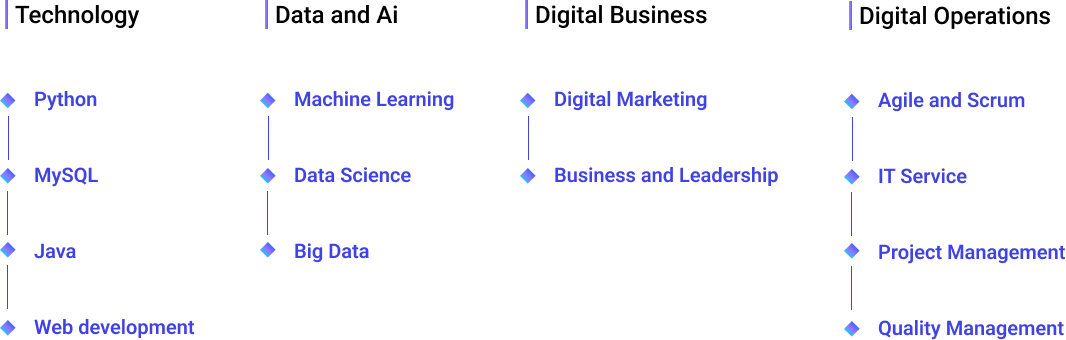 Technology
Python
MySQL
Java
Web development
Data and Ai
Machine Learning
Data Science
Big Data
Digital Business
Digital Marketing
Business and Leadership
Digital Operations
Agile and Scrum
IT Service
Project Management
Quality Management